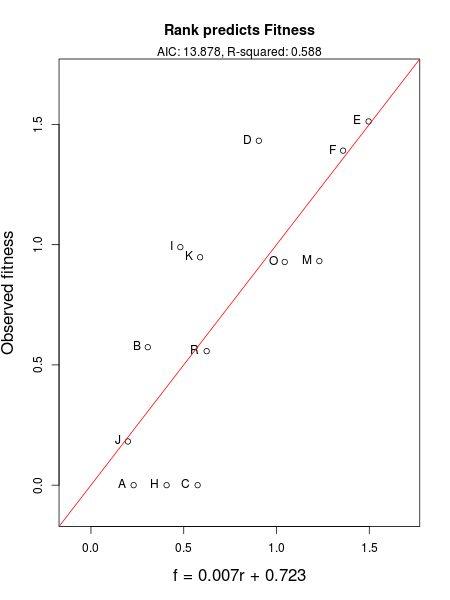 Rank predicts Fitness
AIC: 13.878, R-squared: 0.588
Observed fitness
1.5
1.0
0.5
0.0
E
D
F
I
K
O
M
B
R
J
A
H
C
0.0
0.5
1.0
1.5
f = 0.007r + 0.723